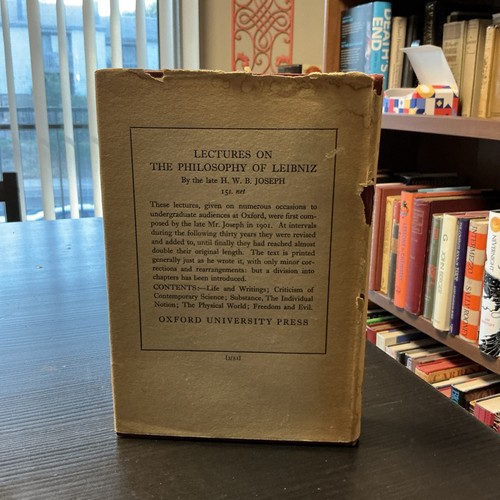 LECTURES ON
THE PHILOSOPHY OF LEIBNIZ
By the late H. W. B. JOSEPH
15s. net
These lectures, given on numerous occasions to
undergraduate audiences at Oxford, were first com-
posed by the late Mr. Joseph in 1901. At intervals
during the following thirty years they were revised
and added to, until finally they had reached almost
double their original length. The text is printed
generally just as he wrote it, with only minor cor-
rections and rearrangements: but a division into
chapters has been introduced.
CONTENTS:—Life and Writings; Criticism of
Contemporary Science; Substance, The Individual
Notion; The Physical World; Freedom and Evil.
OXFORD UNIVERSITY PRESS
DEATH'S
END